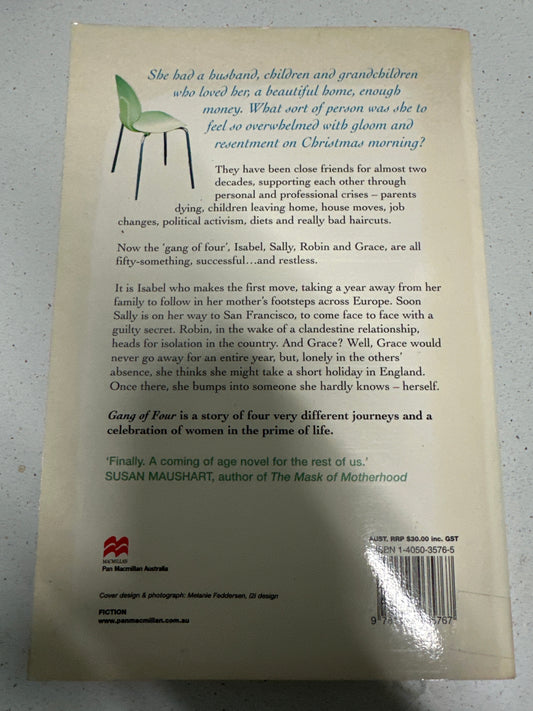 She had a husband, children and grandchildren
who loved her, a beautiful home, enough
money. What sort of person was she to
feel so overwhelmed with gloom and
resentment on Christmas morning?
They have been close friends for almost two
decades, supporting each other through
personal and professional crises – parents
dying, children leaving home, house moves, job
changes, political activism, diets and really bad haircuts.
Now the ‘gang of four’, Isabel, Sally, Robin and Grace, are all
fifty-something, successful…and restless.
It is Isabel who makes the first move, taking a year away from her
family to follow in her mother’s footsteps across Europe. Soon
Sally is on her way to San Francisco, to come face to face with a
guilty secret. Robin, in the wake of a clandestine relationship,
heads for isolation in the country. And Grace? Well, Grace would
never go away for an entire year, but, lonely in the others’
absence, she thinks she might take a short holiday in England.
Once there, she bumps into someone she hardly knows – herself.
Gang of Four is a story of four very different journeys and a
celebration of women in the prime of life.
‘Finally. A coming of age novel for the rest of us.’
SUSAN MAUSHART, author of The Mask of Motherhood
AUST. RRP $30.00 inc. GST
ISBN 1-4050-3576-5
MACMILLAN
Pan Macmillan Australia
Cover design & photograph: Melanie Feddersen, i2i design
FICTION
www.panmacmillan.com.au